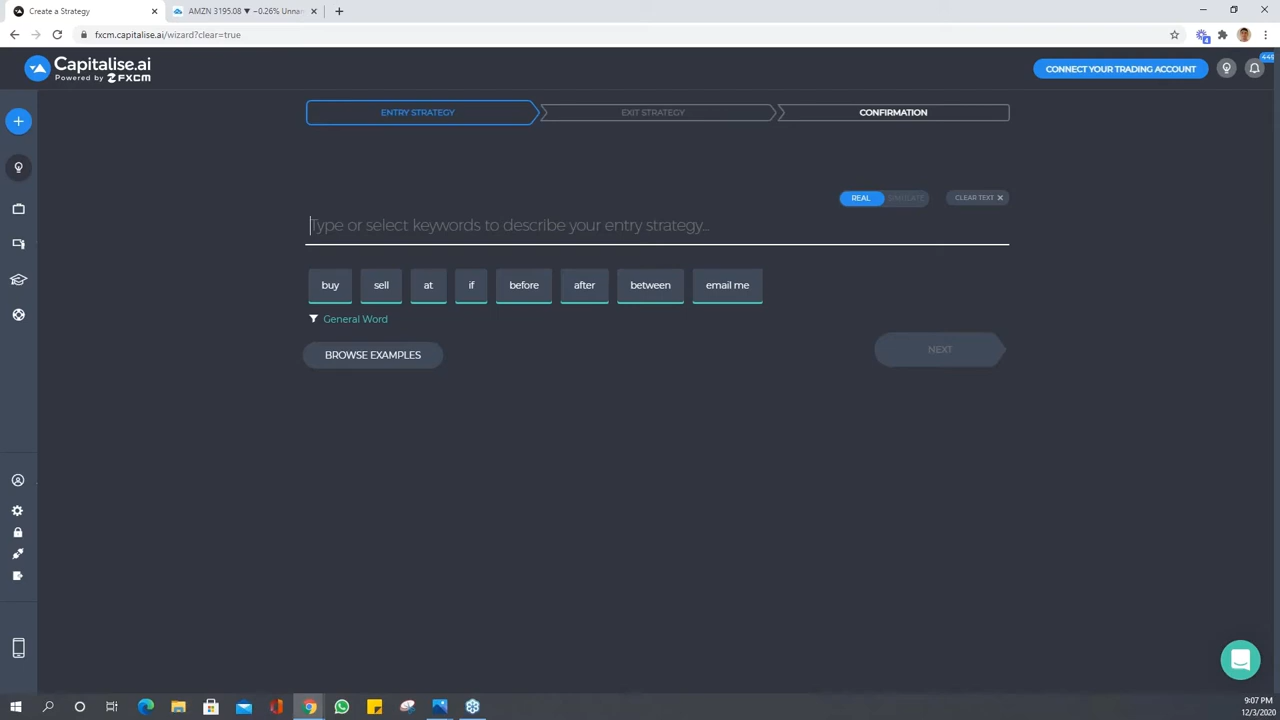 Create a Strategy
AMZN 3195.08 ▼ −0.26% Unna
fxcm.capitalise.ai/wizard?clear=true
Capitalise.ai
Powered by FXCM
CONNECT YOUR TRADING ACCOUNT
ENTRY STRATEGY
EXIT STRATEGY
CONFIRMATION
REAL
SIMULATE
CLEAR TEXT ×
Type or select keywords to describe your entry strategy...
buy
sell
at
if
before
after
between
email me
General Word
BROWSE EXAMPLES
NEXT
9:07 PM
12/3/2020